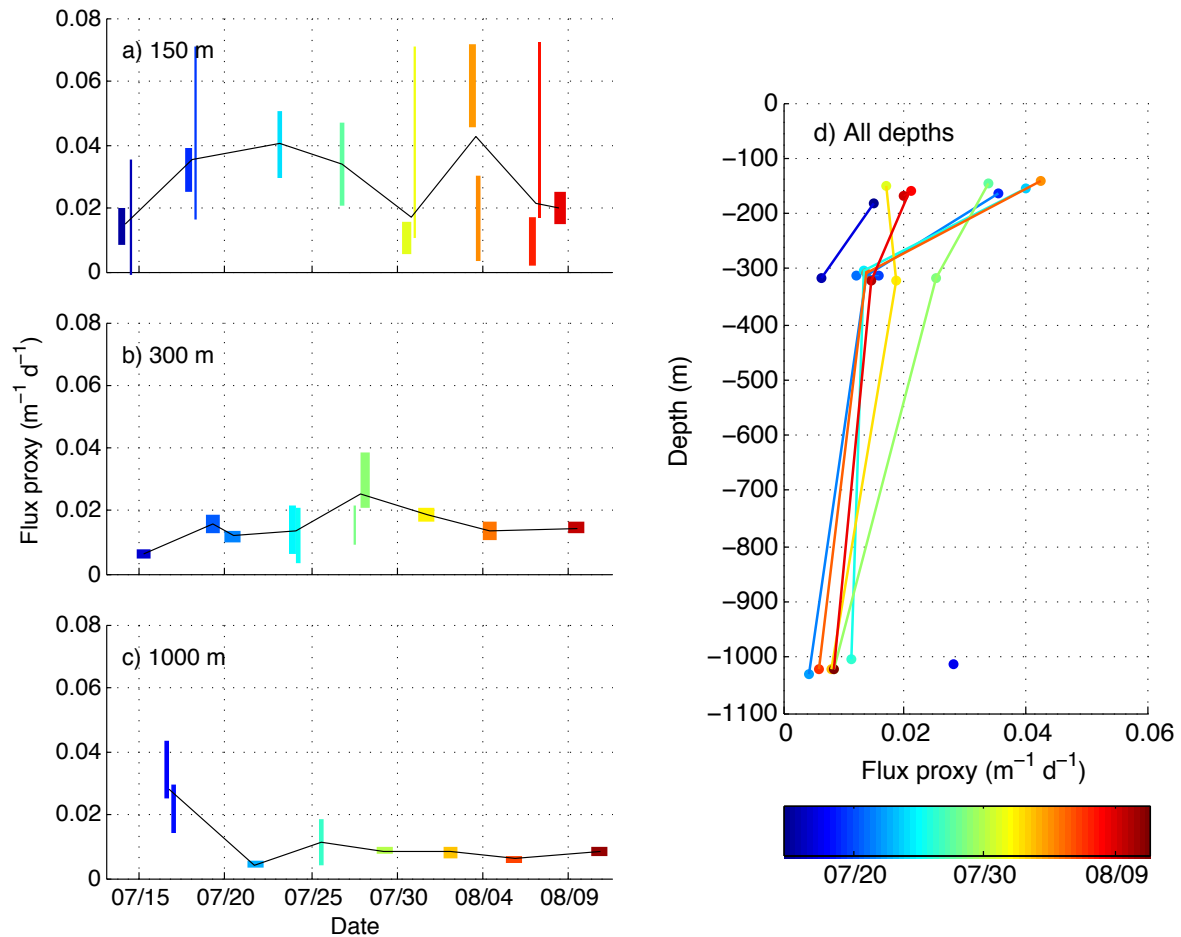 0.08
a) 150 m
0.06
0.04
0.02
0
0.08
b) 300 m
0.06
0.04
0.02
0
Flux proxy (m⁻¹ d⁻¹)
0.08
c) 1000 m
0.06
0.04
0.02
0
07/15 07/20 07/25 07/30 08/04 08/09
Date
0
d) All depths
−100
−200
−300
−400
−500
−600
−700
−800
−900
−1000
−1100
Depth (m)
0 0.02 0.04 0.06
Flux proxy (m⁻¹ d⁻¹)
07/20 07/30 08/09